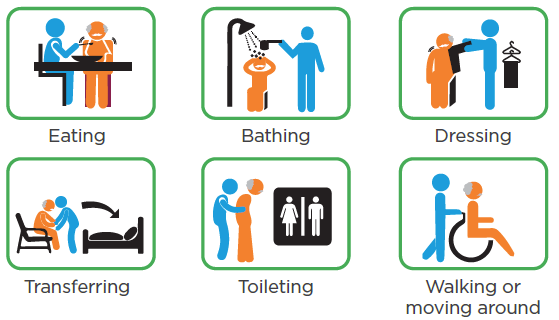 Eating
Bathing
Dressing
Transferring
Toileting
Walking or
moving around